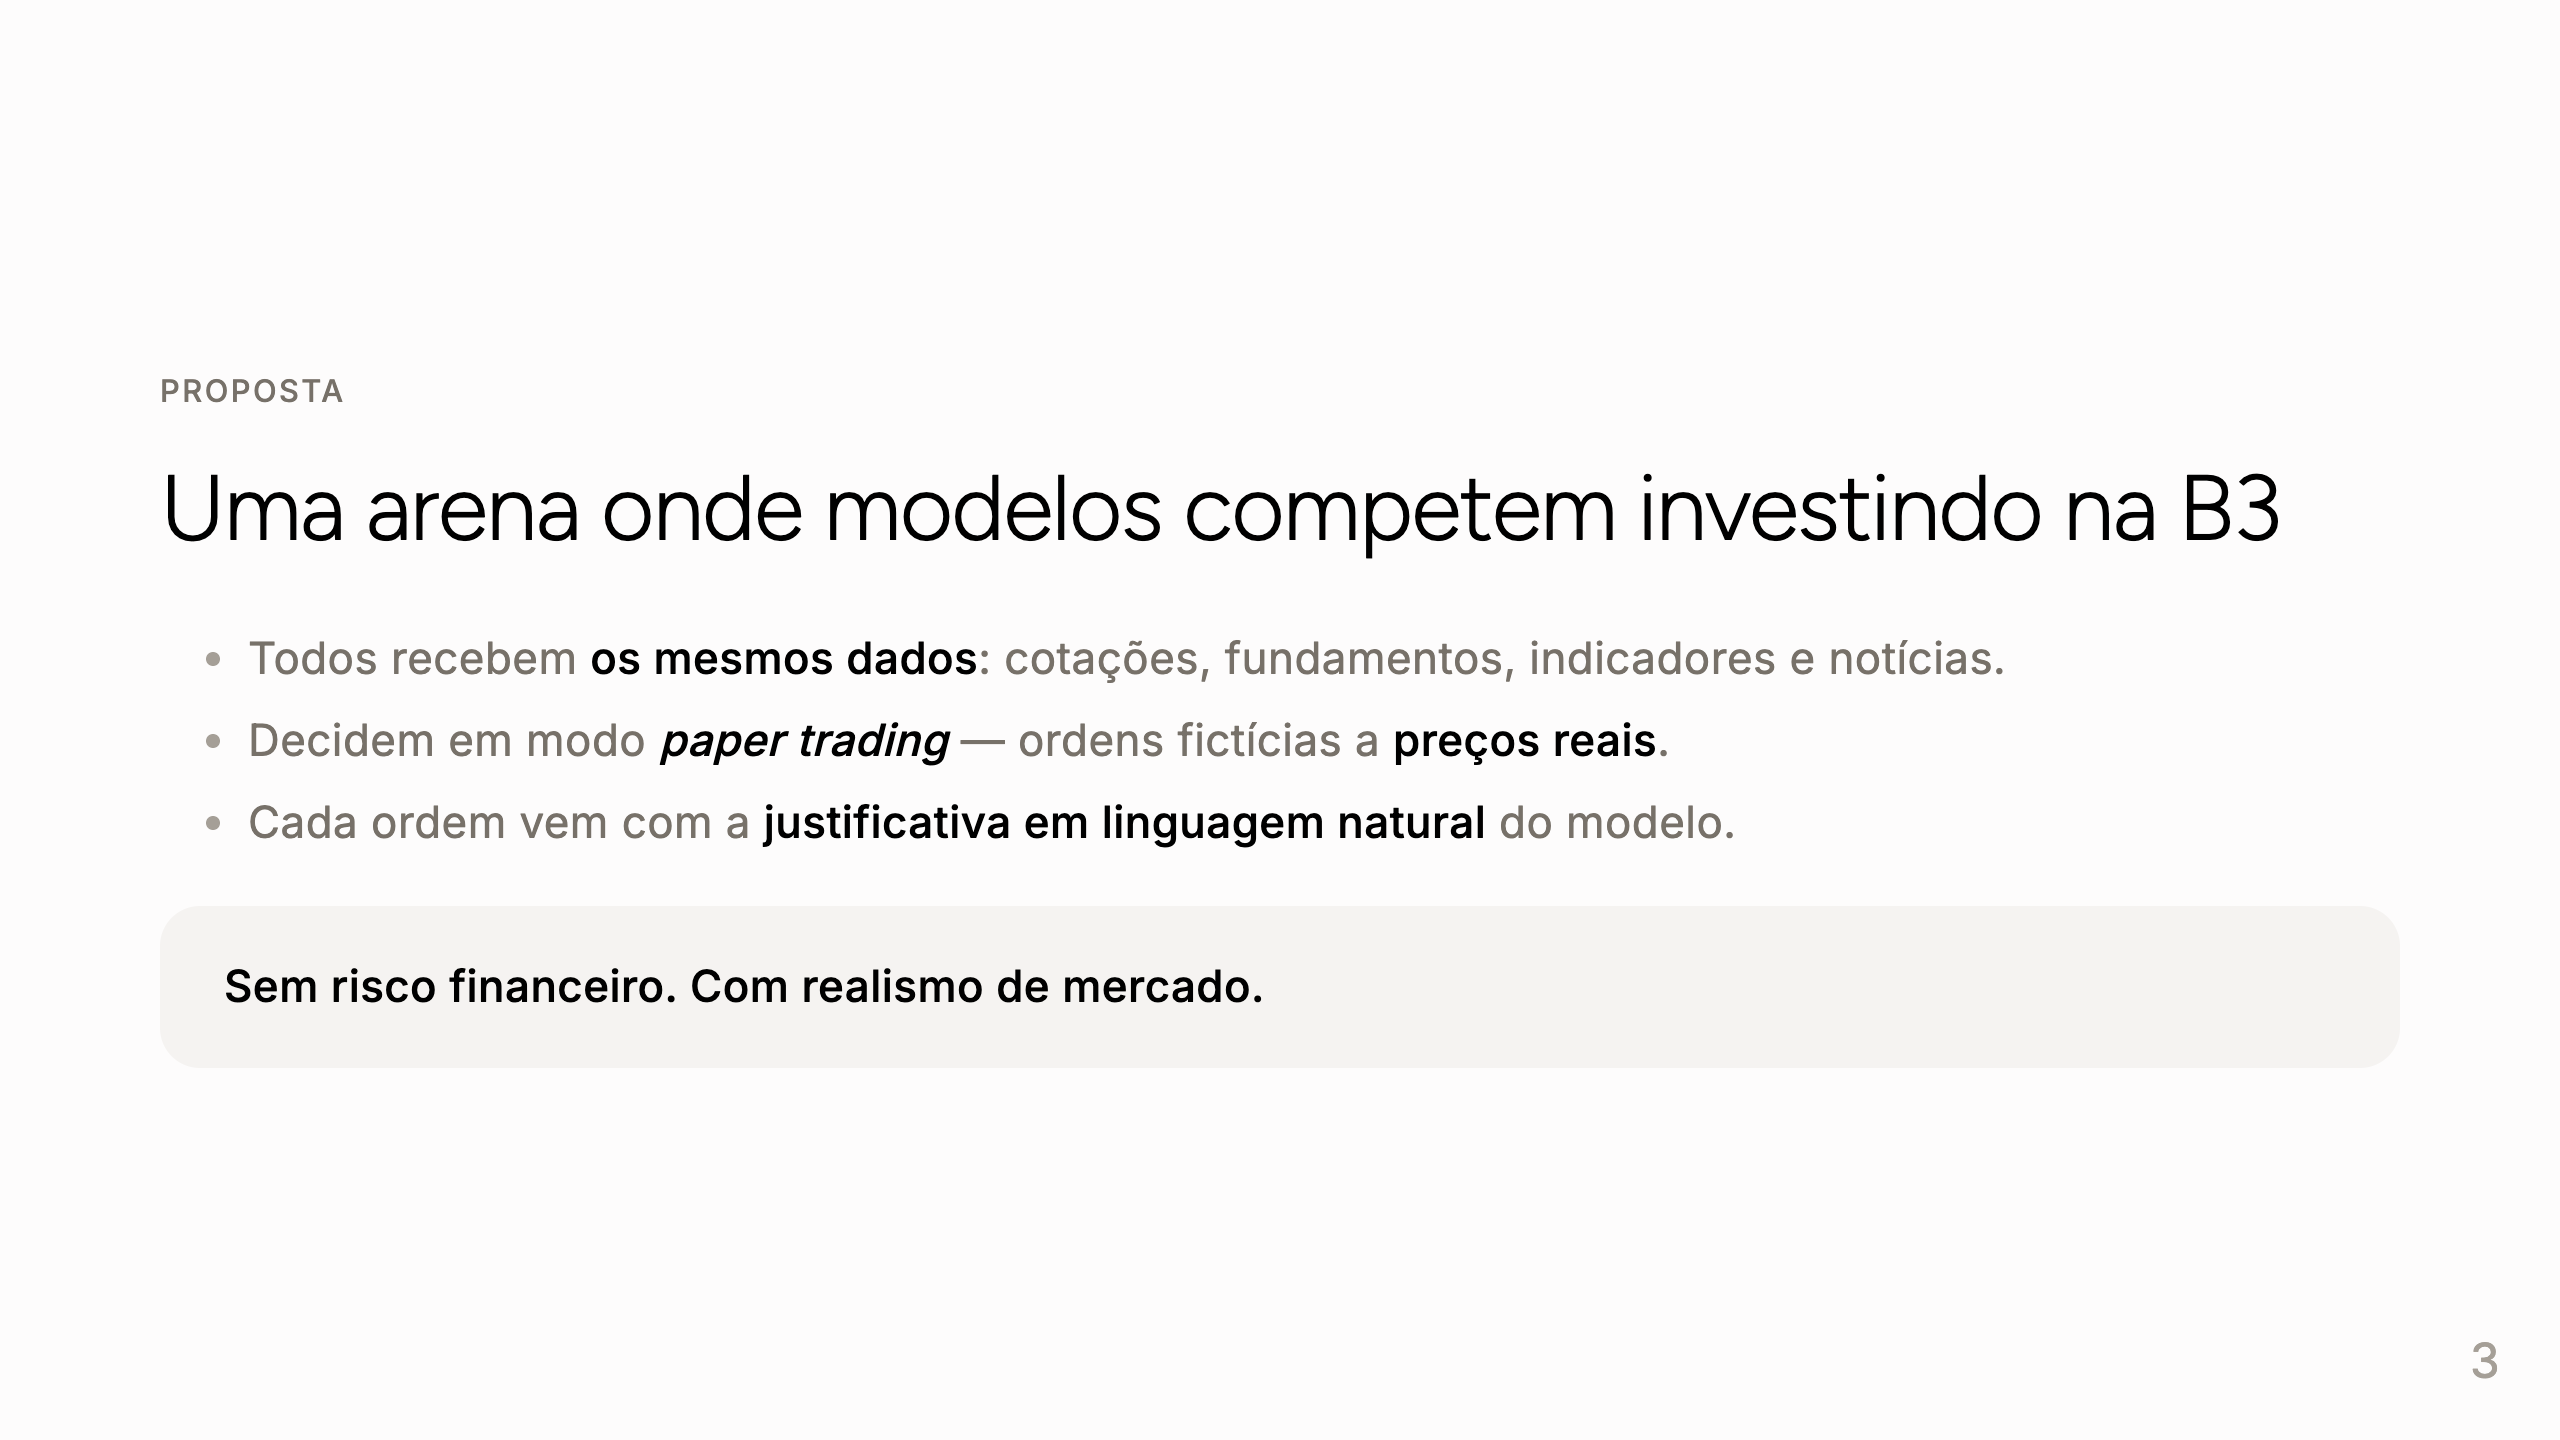 PROPOSTA
Uma arena onde modelos competem investindo na B3
• Todos recebem os mesmos dados: cotações, fundamentos, indicadores e notícias.
• Decidem em modo paper trading — ordens fictícias a preços reais.
• Cada ordem vem com a justificativa em linguagem natural do modelo.
Sem risco financeiro. Com realismo de mercado.
3